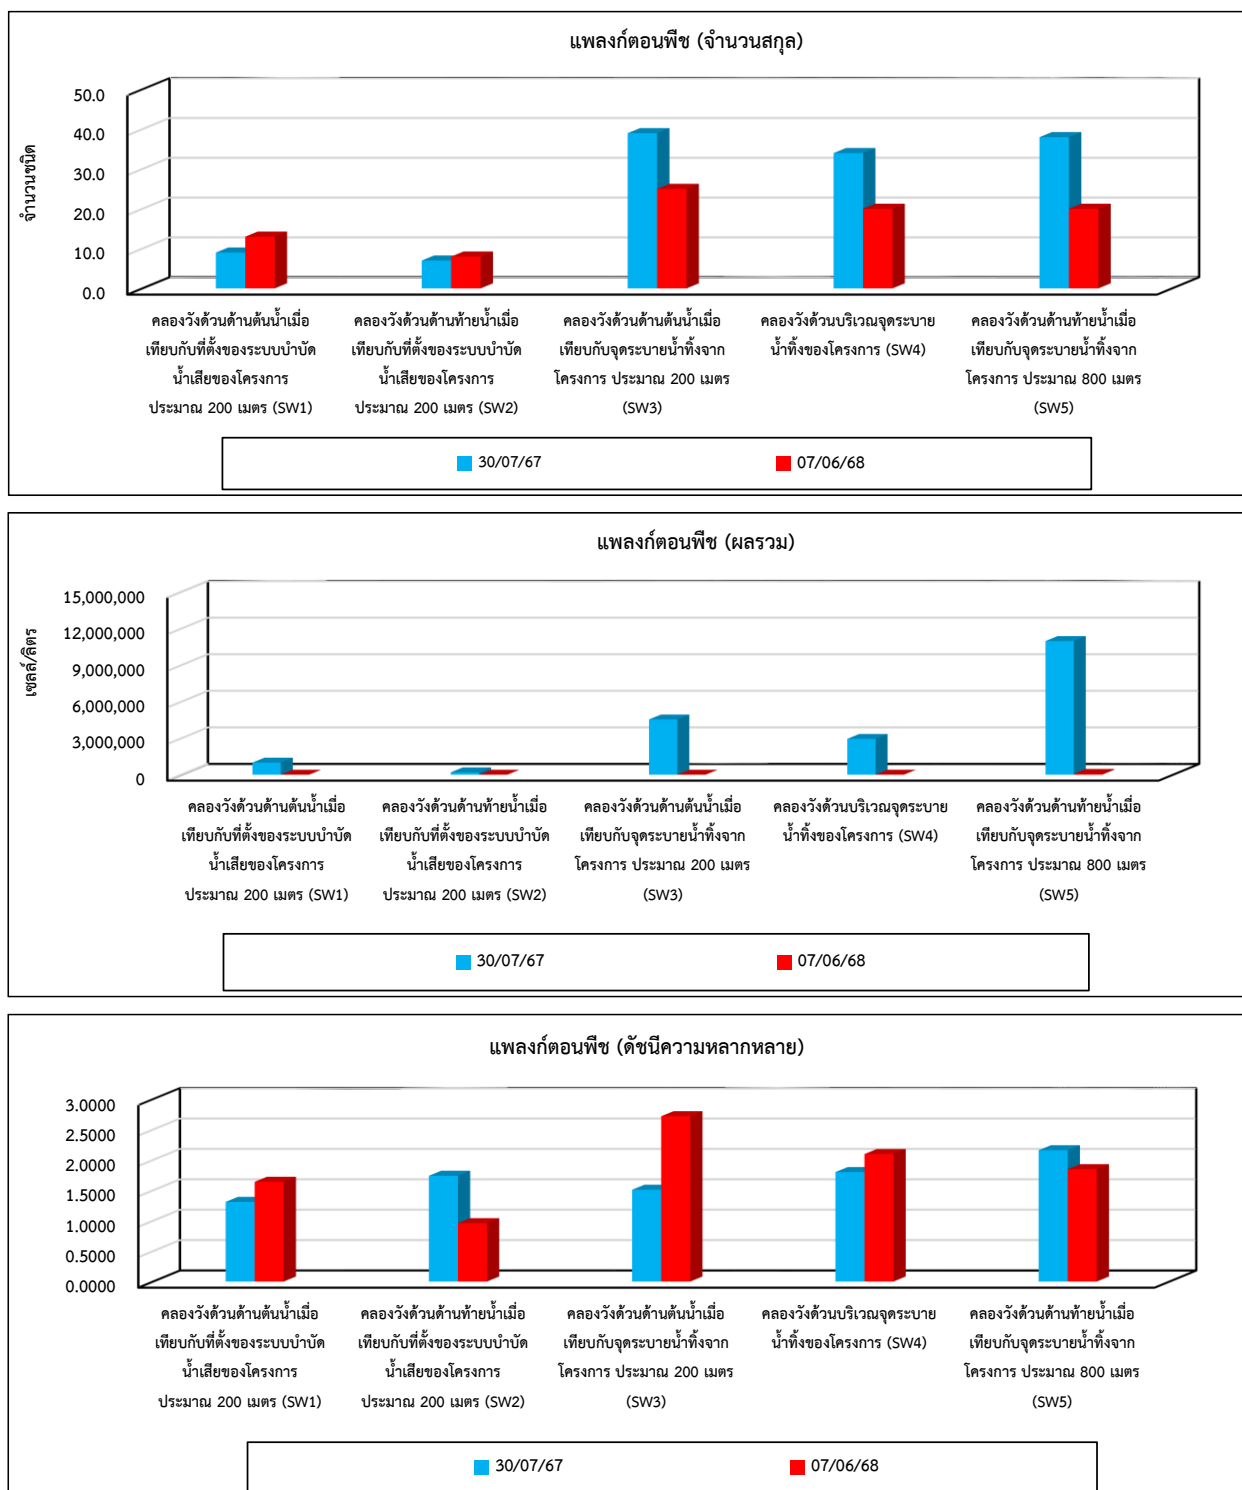 แพลงก์ตอนพืช (จำนวนสกุล)
จำนวนชนิด
50.0
40.0
30.0
20.0
10.0
0.0
คลองวังด้วนด้านต้นน้ำเมื่อ
เทียบกับที่ตั้งของระบบบำบัด
น้ำเสียของโครงการ
ประมาณ 200 เมตร (SW1)
คลองวังด้วนด้านท้ายน้ำเมื่อ
เทียบกับที่ตั้งของระบบบำบัด
น้ำเสียของโครงการ
ประมาณ 200 เมตร (SW2)
คลองวังด้วนด้านต้นน้ำเมื่อ
เทียบกับจุดระบายน้ำทิ้งจาก
โครงการ ประมาณ 200 เมตร
(SW3)
คลองวังด้วนบริเวณจุดระบาย
น้ำทิ้งของโครงการ (SW4)
คลองวังด้วนด้านท้ายน้ำเมื่อ
เทียบกับจุดระบายน้ำทิ้งจาก
โครงการ ประมาณ 800 เมตร
(SW5)
30/07/67
07/06/68
แพลงก์ตอนพืช (ผลรวม)
เซลล์/ลิตร
15,000,000
12,000,000
9,000,000
6,000,000
3,000,000
0
คลองวังด้วนด้านต้นน้ำเมื่อ
เทียบกับที่ตั้งของระบบบำบัด
น้ำเสียของโครงการ
ประมาณ 200 เมตร (SW1)
คลองวังด้วนด้านท้ายน้ำเมื่อ
เทียบกับที่ตั้งของระบบบำบัด
น้ำเสียของโครงการ
ประมาณ 200 เมตร (SW2)
คลองวังด้วนด้านต้นน้ำเมื่อ
เทียบกับจุดระบายน้ำทิ้งจาก
โครงการ ประมาณ 200 เมตร
(SW3)
คลองวังด้วนบริเวณจุดระบาย
น้ำทิ้งของโครงการ (SW4)
คลองวังด้วนด้านท้ายน้ำเมื่อ
เทียบกับจุดระบายน้ำทิ้งจาก
โครงการ ประมาณ 800 เมตร
(SW5)
30/07/67
07/06/68
แพลงก์ตอนพืช (ดัชนีความหลากหลาย)
3.0000
2.5000
2.0000
1.5000
1.0000
0.5000
0.0000
คลองวังด้วนด้านต้นน้ำเมื่อ
เทียบกับที่ตั้งของระบบบำบัด
น้ำเสียของโครงการ
ประมาณ 200 เมตร (SW1)
คลองวังด้วนด้านท้ายน้ำเมื่อ
เทียบกับที่ตั้งของระบบบำบัด
น้ำเสียของโครงการ
ประมาณ 200 เมตร (SW2)
คลองวังด้วนด้านต้นน้ำเมื่อ
เทียบกับจุดระบายน้ำทิ้งจาก
โครงการ ประมาณ 200 เมตร
(SW3)
คลองวังด้วนบริเวณจุดระบาย
น้ำทิ้งของโครงการ (SW4)
คลองวังด้วนด้านท้ายน้ำเมื่อ
เทียบกับจุดระบายน้ำทิ้งจาก
โครงการ ประมาณ 800 เมตร
(SW5)
30/07/67
07/06/68